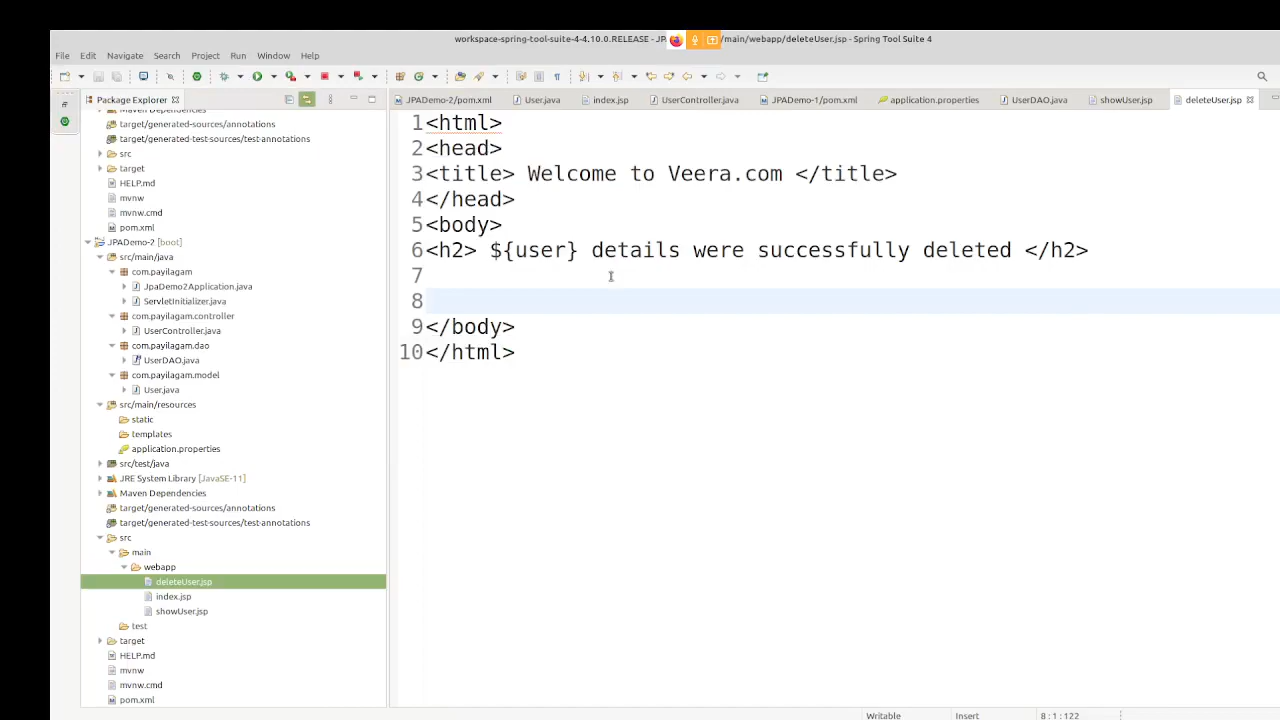 workspace-spring-tool-suite-4-4.10.0.RELEASE - JP /main/webapp/deleteUser.jsp - Spring Tool Suite 4
File Edit Navigate Search Project Run Window Help
Package Explorer JPADemo-2/pom.xml User.java index.jsp UserController.java JPADemo-1/pom.xml application.properties UserDAO.java showUser.jsp deleteUser.jsp
Maven Dependencies
target/generated-sources/annotations
target/generated-test-sources/test-annotations
src
target
HELP.md
mvnw
mvnw.cmd
pom.xml
JPADemo-2 [boot]
src/main/java
com.payilagam
JpaDemo2Application.java
ServletInitializer.java
com.payilagam.controller
UserController.java
com.payilagam.dao
UserDAO.java
com.payilagam.model
User.java
src/main/resources
static
templates
application.properties
src/test/java
JRE System Library [JavaSE-11]
Maven Dependencies
target/generated-sources/annotations
target/generated-test-sources/test-annotations
src
main
webapp
deleteUser.jsp
index.jsp
showUser.jsp
test
target
HELP.md
mvnw
mvnw.cmd
pom.xml
1<html>
2<head>
3<title> Welcome to Veera.com </title>
4</head>
5<body>
6<h2> ${user} details were successfully deleted </h2>
7
8
9</body>
10</html>
Writable Insert 8:1:122